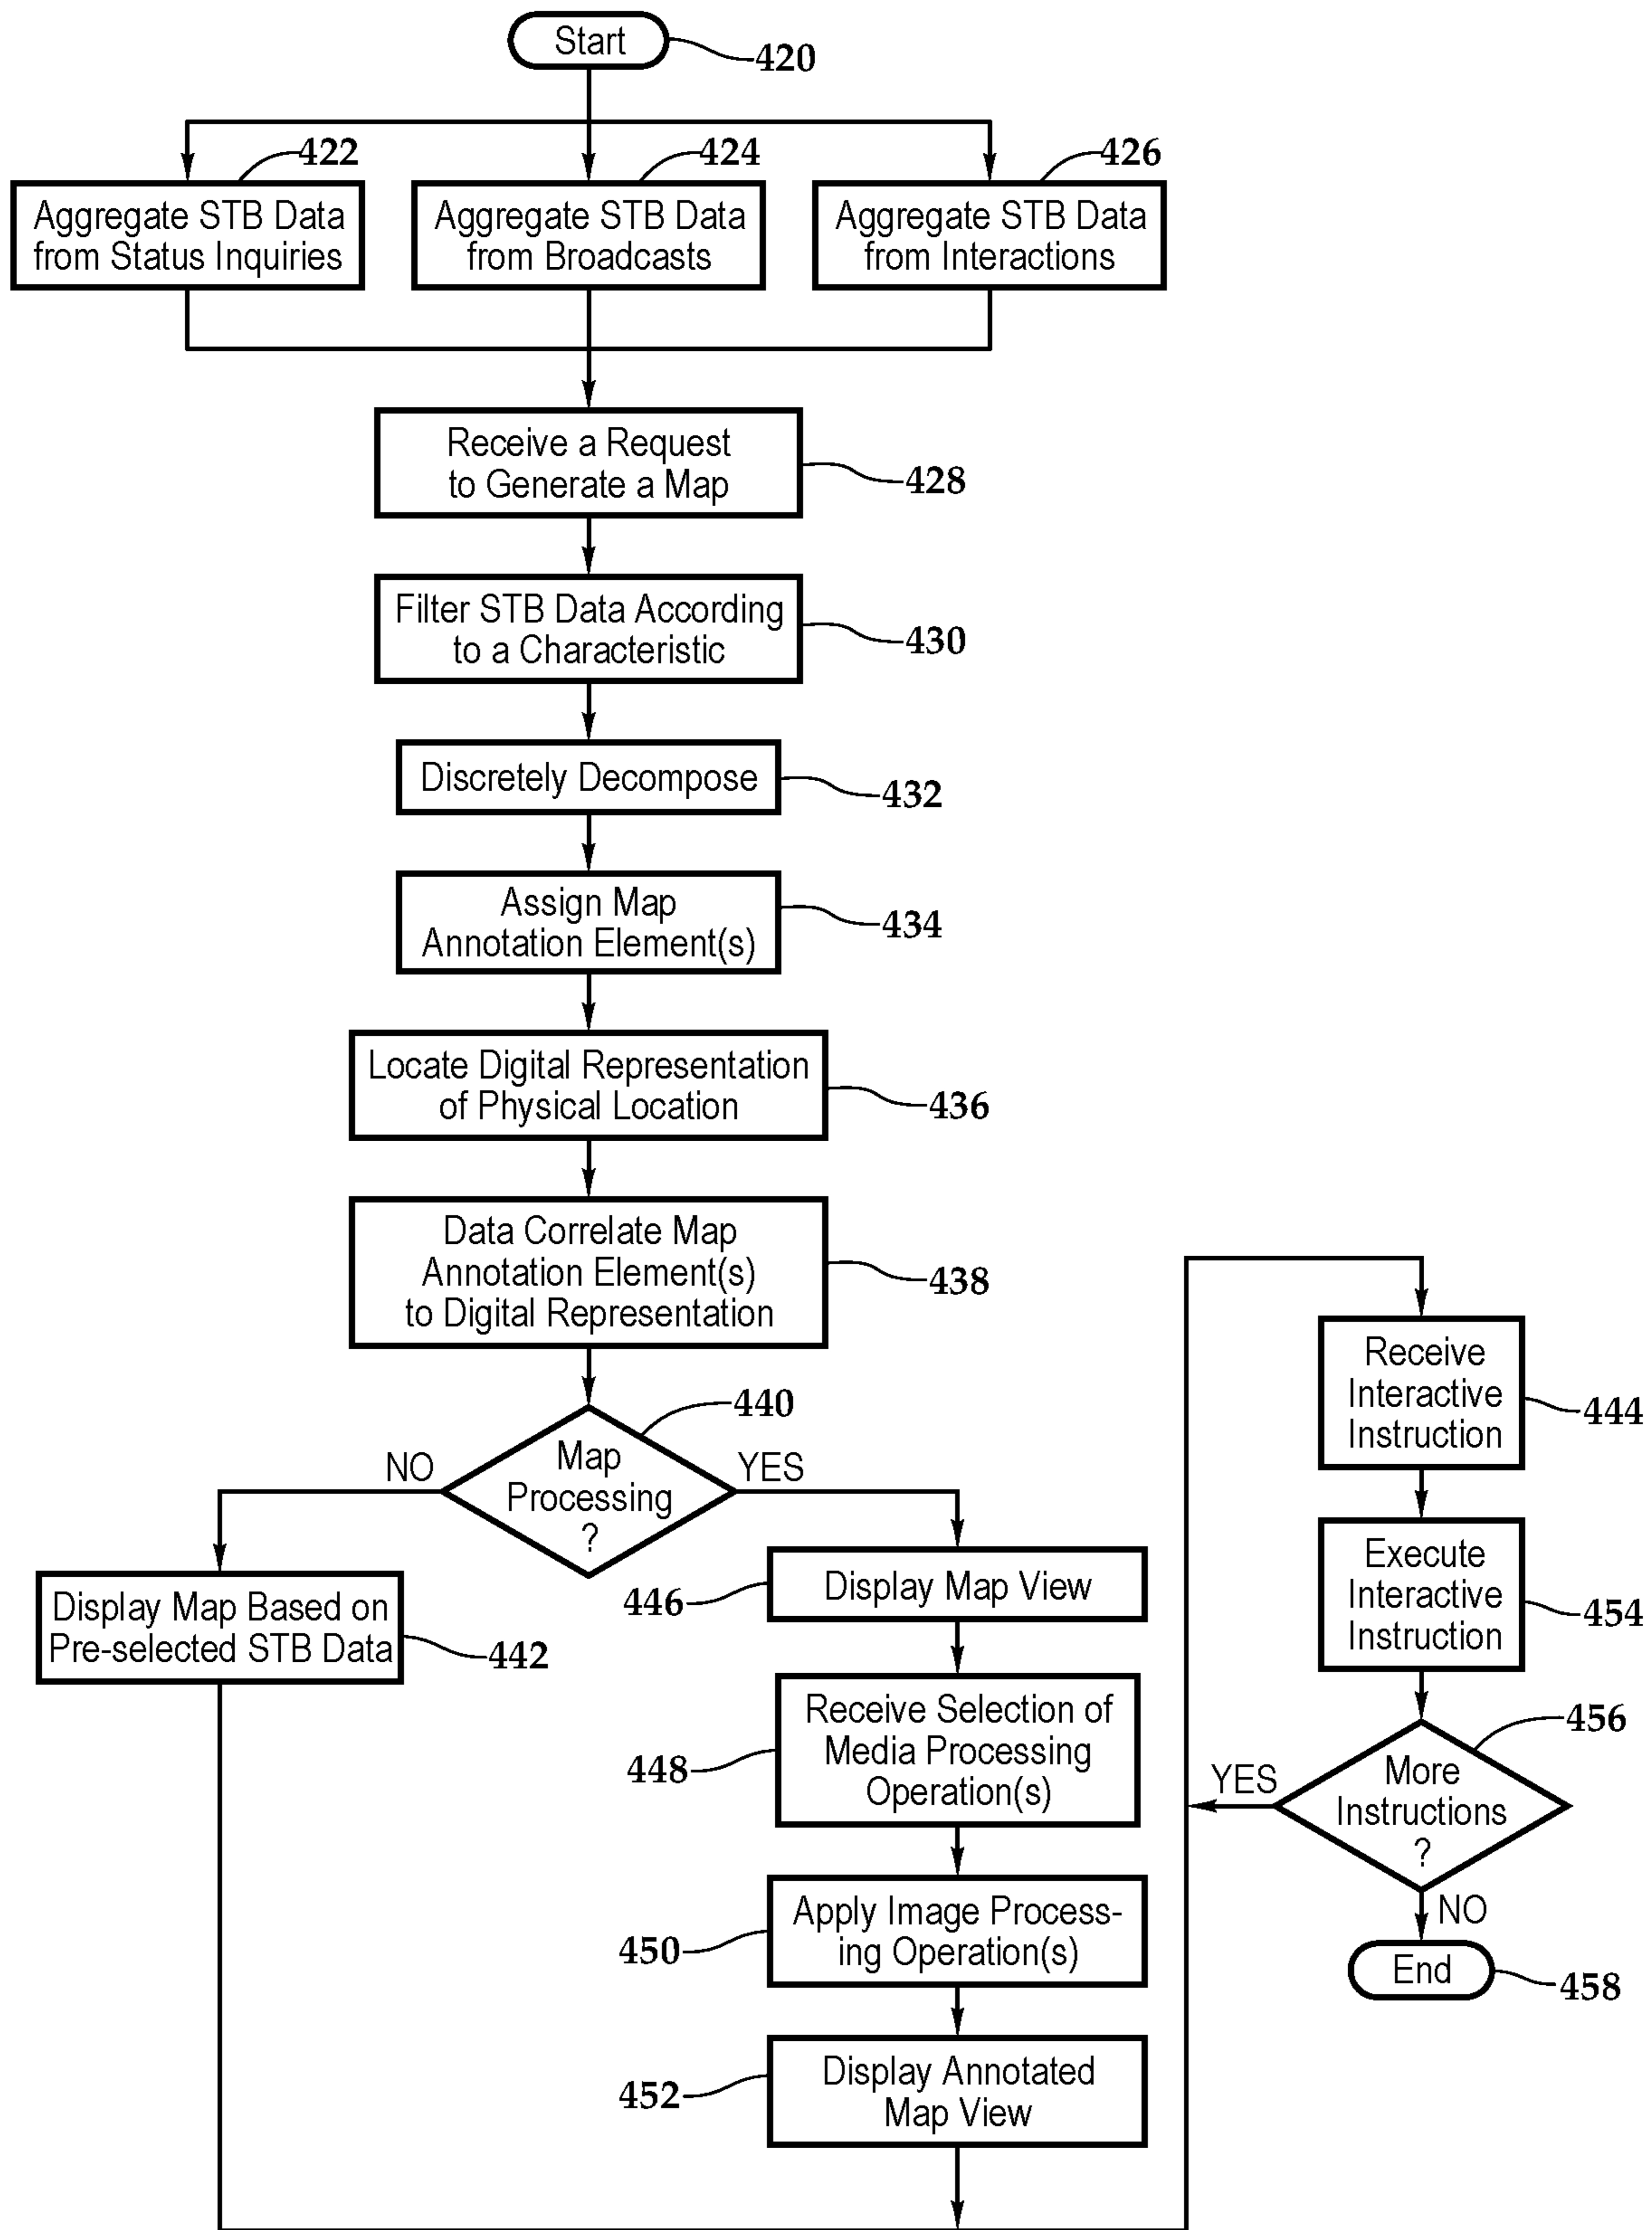 Start
420
422
424
426
Aggregate STB Data
from Status Inquiries
Aggregate STB Data
from Broadcasts
Aggregate STB Data
from Interactions
Receive a Request
to Generate a Map
428
Filter STB Data According
to a Characteristic
430
Discretely Decompose
432
Assign Map
Annotation Element(s)
434
Locate Digital Representation
of Physical Location
436
Data Correlate Map
Annotation Element(s)
to Digital Representation
438
440
Map
Processing
?
NO
YES
Display Map Based on
Pre-selected STB Data
442
446
Display Map View
448
Receive Selection of
Media Processing
Operation(s)
450
Apply Image Process-
ing Operation(s)
452
Display Annotated
Map View
Receive
Interactive
Instruction
444
Execute
Interactive
Instruction
454
456
More
Instructions
?
YES
NO
End
458